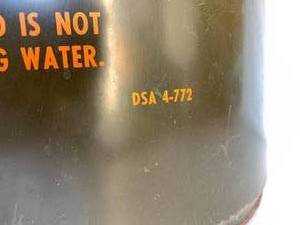 IS NOT
WATER.
DSA 4-772